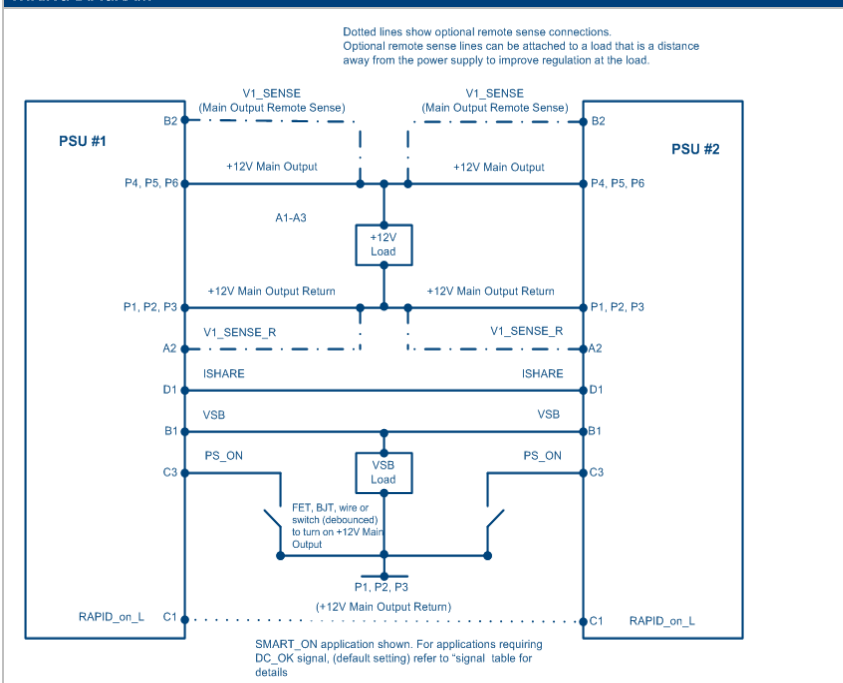 Dotted lines show optional remote sense connections.
Optional remote sense lines can be attached to a load that is a distance
away from the power supply to improve regulation at the load.
V1_SENSE
(Main Output Remote Sense)
V1_SENSE
(Main Output Remote Sense)
B2
B2
PSU #1
PSU #2
+12V Main Output
+12V Main Output
P4, P5, P6
P4, P5, P6
A1-A3
+12V
Load
+12V Main Output Return
+12V Main Output Return
P1, P2, P3
P1, P2, P3
V1_SENSE_R
V1_SENSE_R
A2
A2
ISHARE
ISHARE
D1
D1
VSB
VSB
B1
B1
PS_ON
PS_ON
VSB
Load
C3
C3
FET, BJT, wire or
switch (debounced)
to turn on +12V Main
Output
P1, P2, P3
(+12V Main Output Return)
RAPID_on_L
C1
C1
RAPID_on_L
SMART_ON application shown. For applications requiring
DC_OK signal, (default setting) refer to "signal table for
details